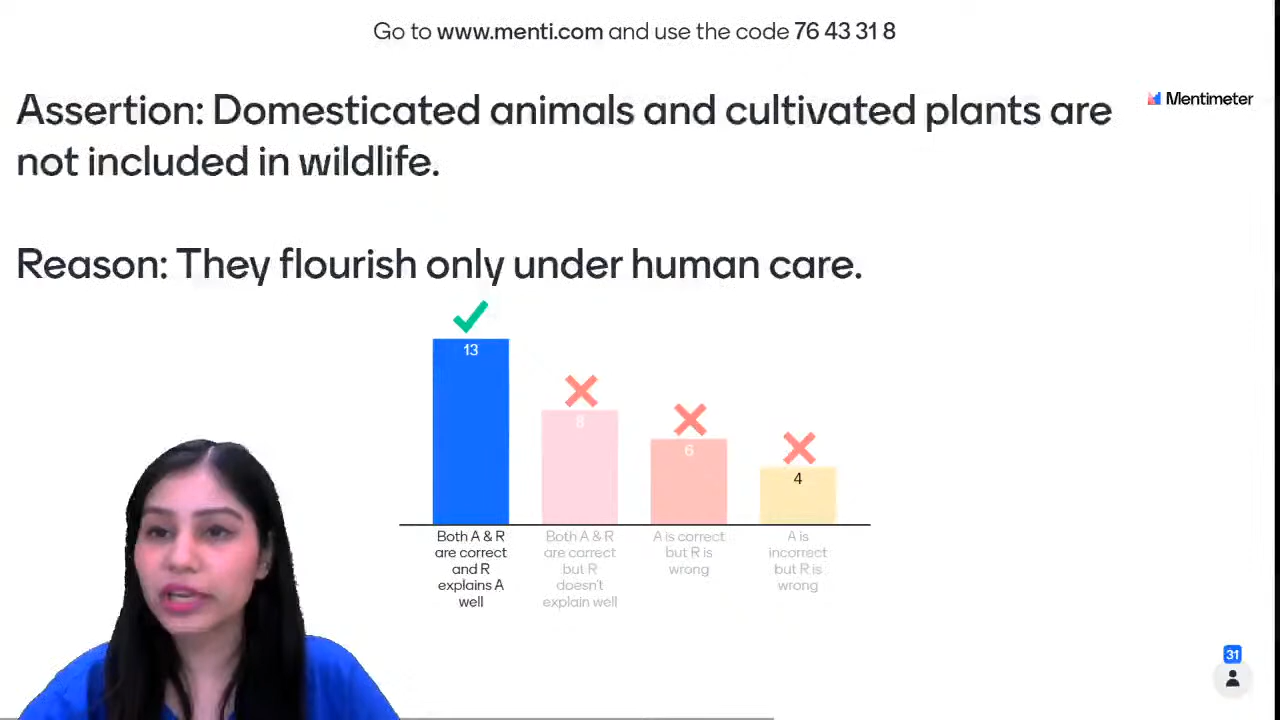 Go to www.menti.com and use the code 76 43 31 8
Mentimeter
Assertion: Domesticated animals and cultivated plants are
not included in wildlife.
Reason: They flourish only under human care.
13
8
6
4
Both A & R
are correct
and R
explains A
well
Both A & R
are correct
but R
doesn't
explain well
A is correct
but R is
wrong
A is
incorrect
but R is
wrong
31